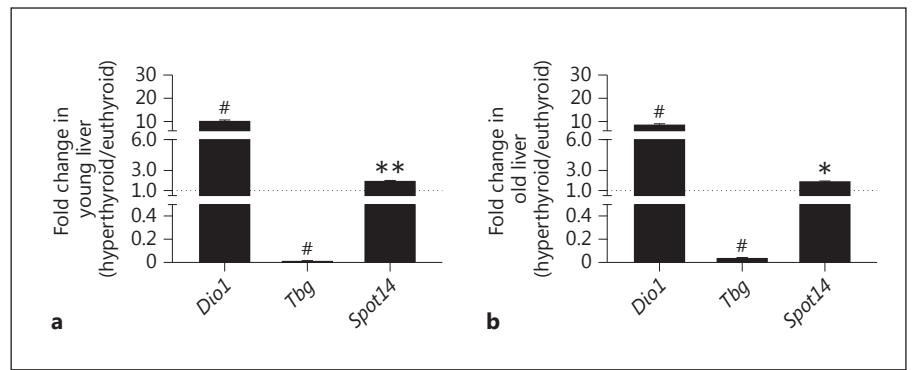 Fold change in
young liver
(hyperthyroid/euthyroid)
30
20
10
6.0
3.0
1.0
0.4
0.2
0
#
#
**
Dio1
Tbg
Spot14
a
Fold change in
old liver
(hyperthyroid/euthyroid)
30
20
10
6.0
3.0
1.0
0.4
0.2
0
#
#
*
Dio1
Tbg
Spot14
b